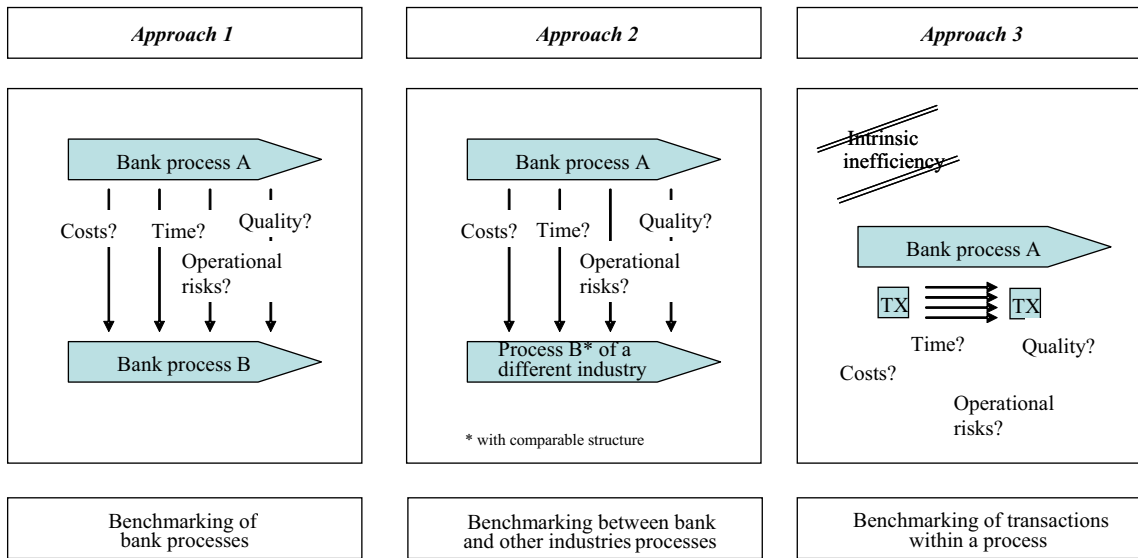 Approach 1
Bank process A
Costs?
Time?
Quality?
Operational
risks?
Bank process B
Benchmarking of
bank processes
Approach 2
Bank process A
Costs?
Time?
Quality?
Operational
risks?
Process B* of a
different industry
* with comparable structure
Benchmarking between bank
and other industries processes
Approach 3
Intrinsic
inefficiency
Bank process A
TX
TX
Time?
Quality?
Costs?
Operational
risks?
Benchmarking of transactions
within a process